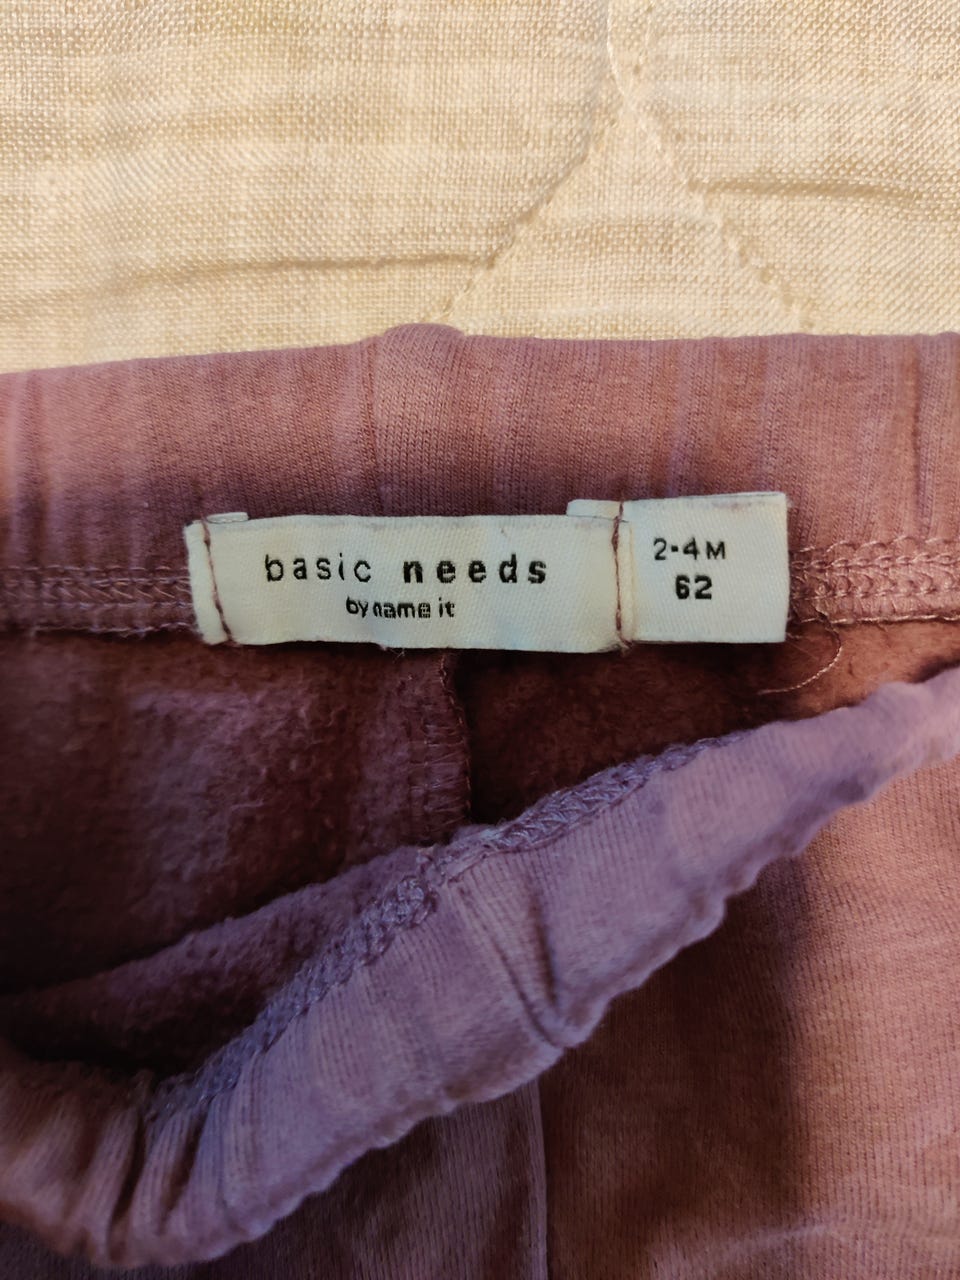 basic needs
by name it
2-4M
62